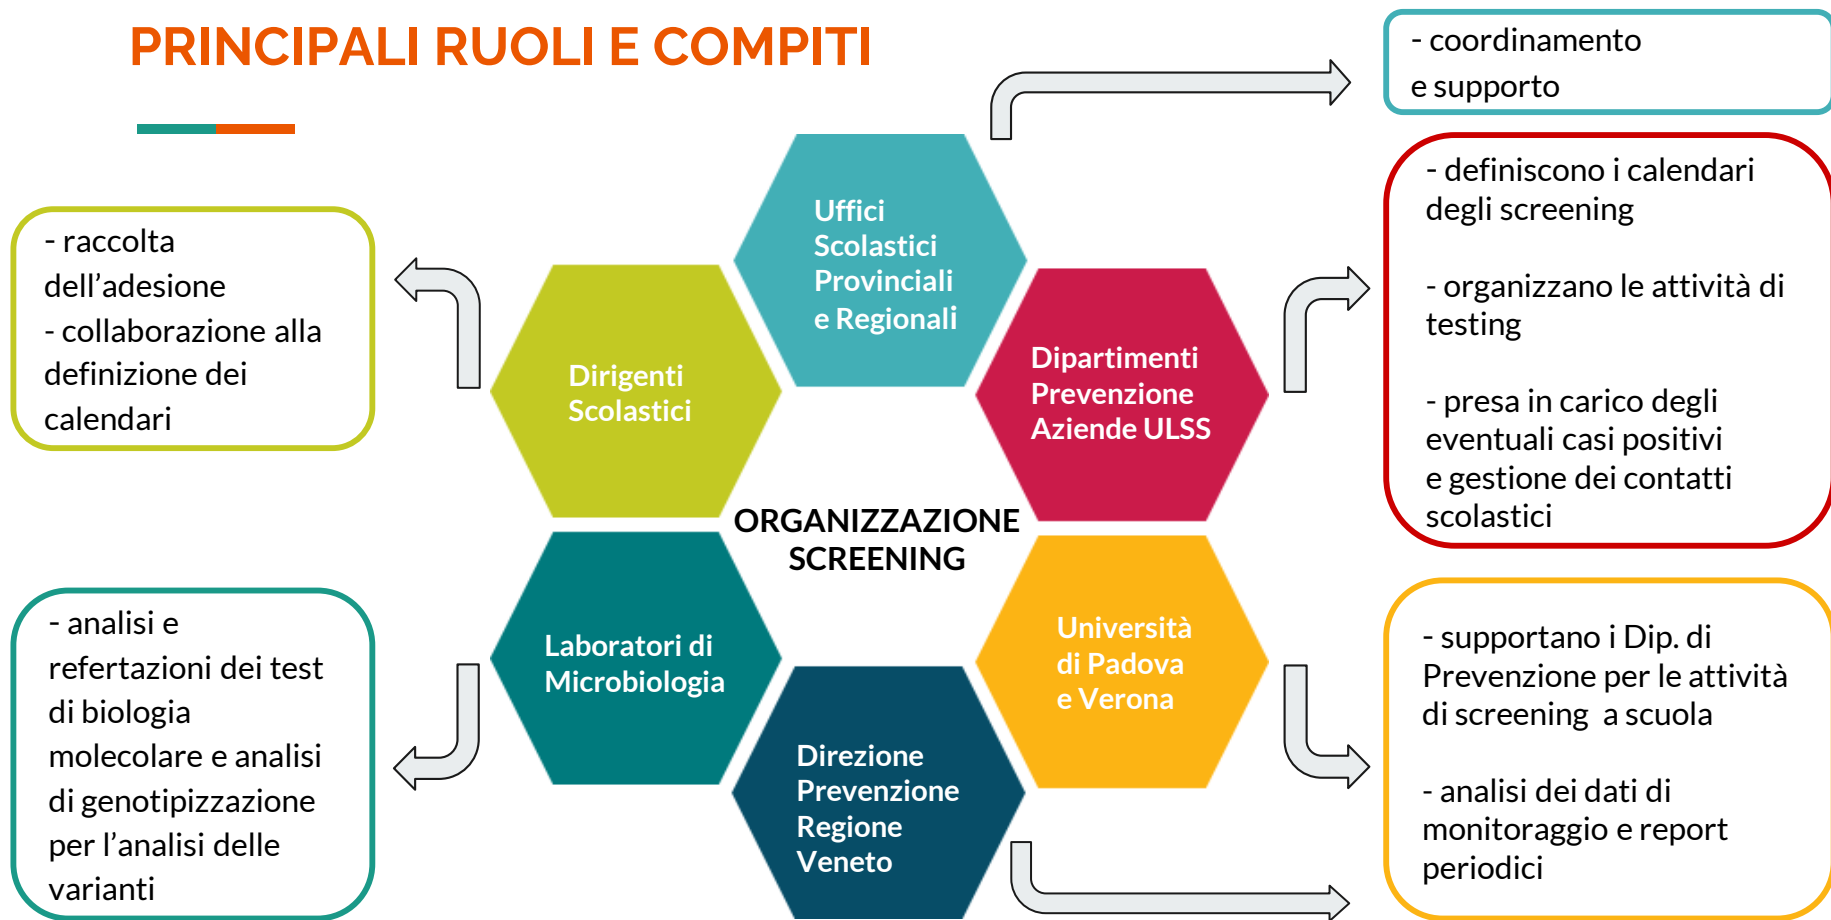 PRINCIPALI RUOLI E COMPITI
- coordinamento
e supporto
- raccolta
dell’adesione
- collaborazione alla
definizione dei
calendari
Uffici
Scolastici
Provinciali
e Regionali
- definiscono i calendari
degli screening
- organizzano le attività di
testing
- presa in carico degli
eventuali casi positivi
e gestione dei contatti
scolastici
Dirigenti
Scolastici
Dipartimenti
Prevenzione
Aziende ULSS
ORGANIZZAZIONE
SCREENING
- analisi e
refertazioni dei test
di biologia
molecolare e analisi
di genotipizzazione
per l’analisi delle
varianti
Laboratori di
Microbiologia
Università
di Padova
e Verona
- supportano i Dip. di
Prevenzione per le attività
di screening  a scuola
- analisi dei dati di
monitoraggio e report
periodici
Direzione
Prevenzione
Regione
Veneto